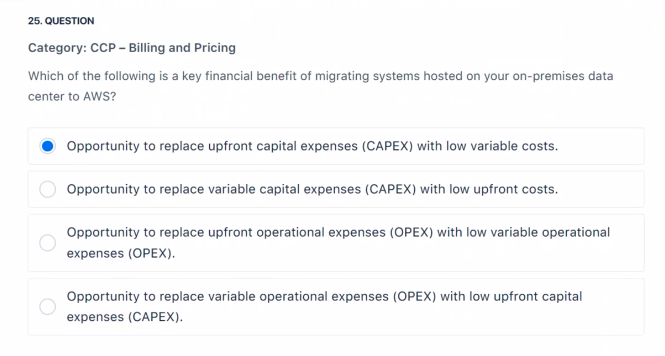 25. QUESTION
Category: CCP – Billing and Pricing
Which of the following is a key financial benefit of migrating systems hosted on your on-premises data
center to AWS?
Opportunity to replace upfront capital expenses (CAPEX) with low variable costs.
Opportunity to replace variable capital expenses (CAPEX) with low upfront costs.
Opportunity to replace upfront operational expenses (OPEX) with low variable operational
expenses (OPEX).
Opportunity to replace variable operational expenses (OPEX) with low upfront capital
expenses (CAPEX).